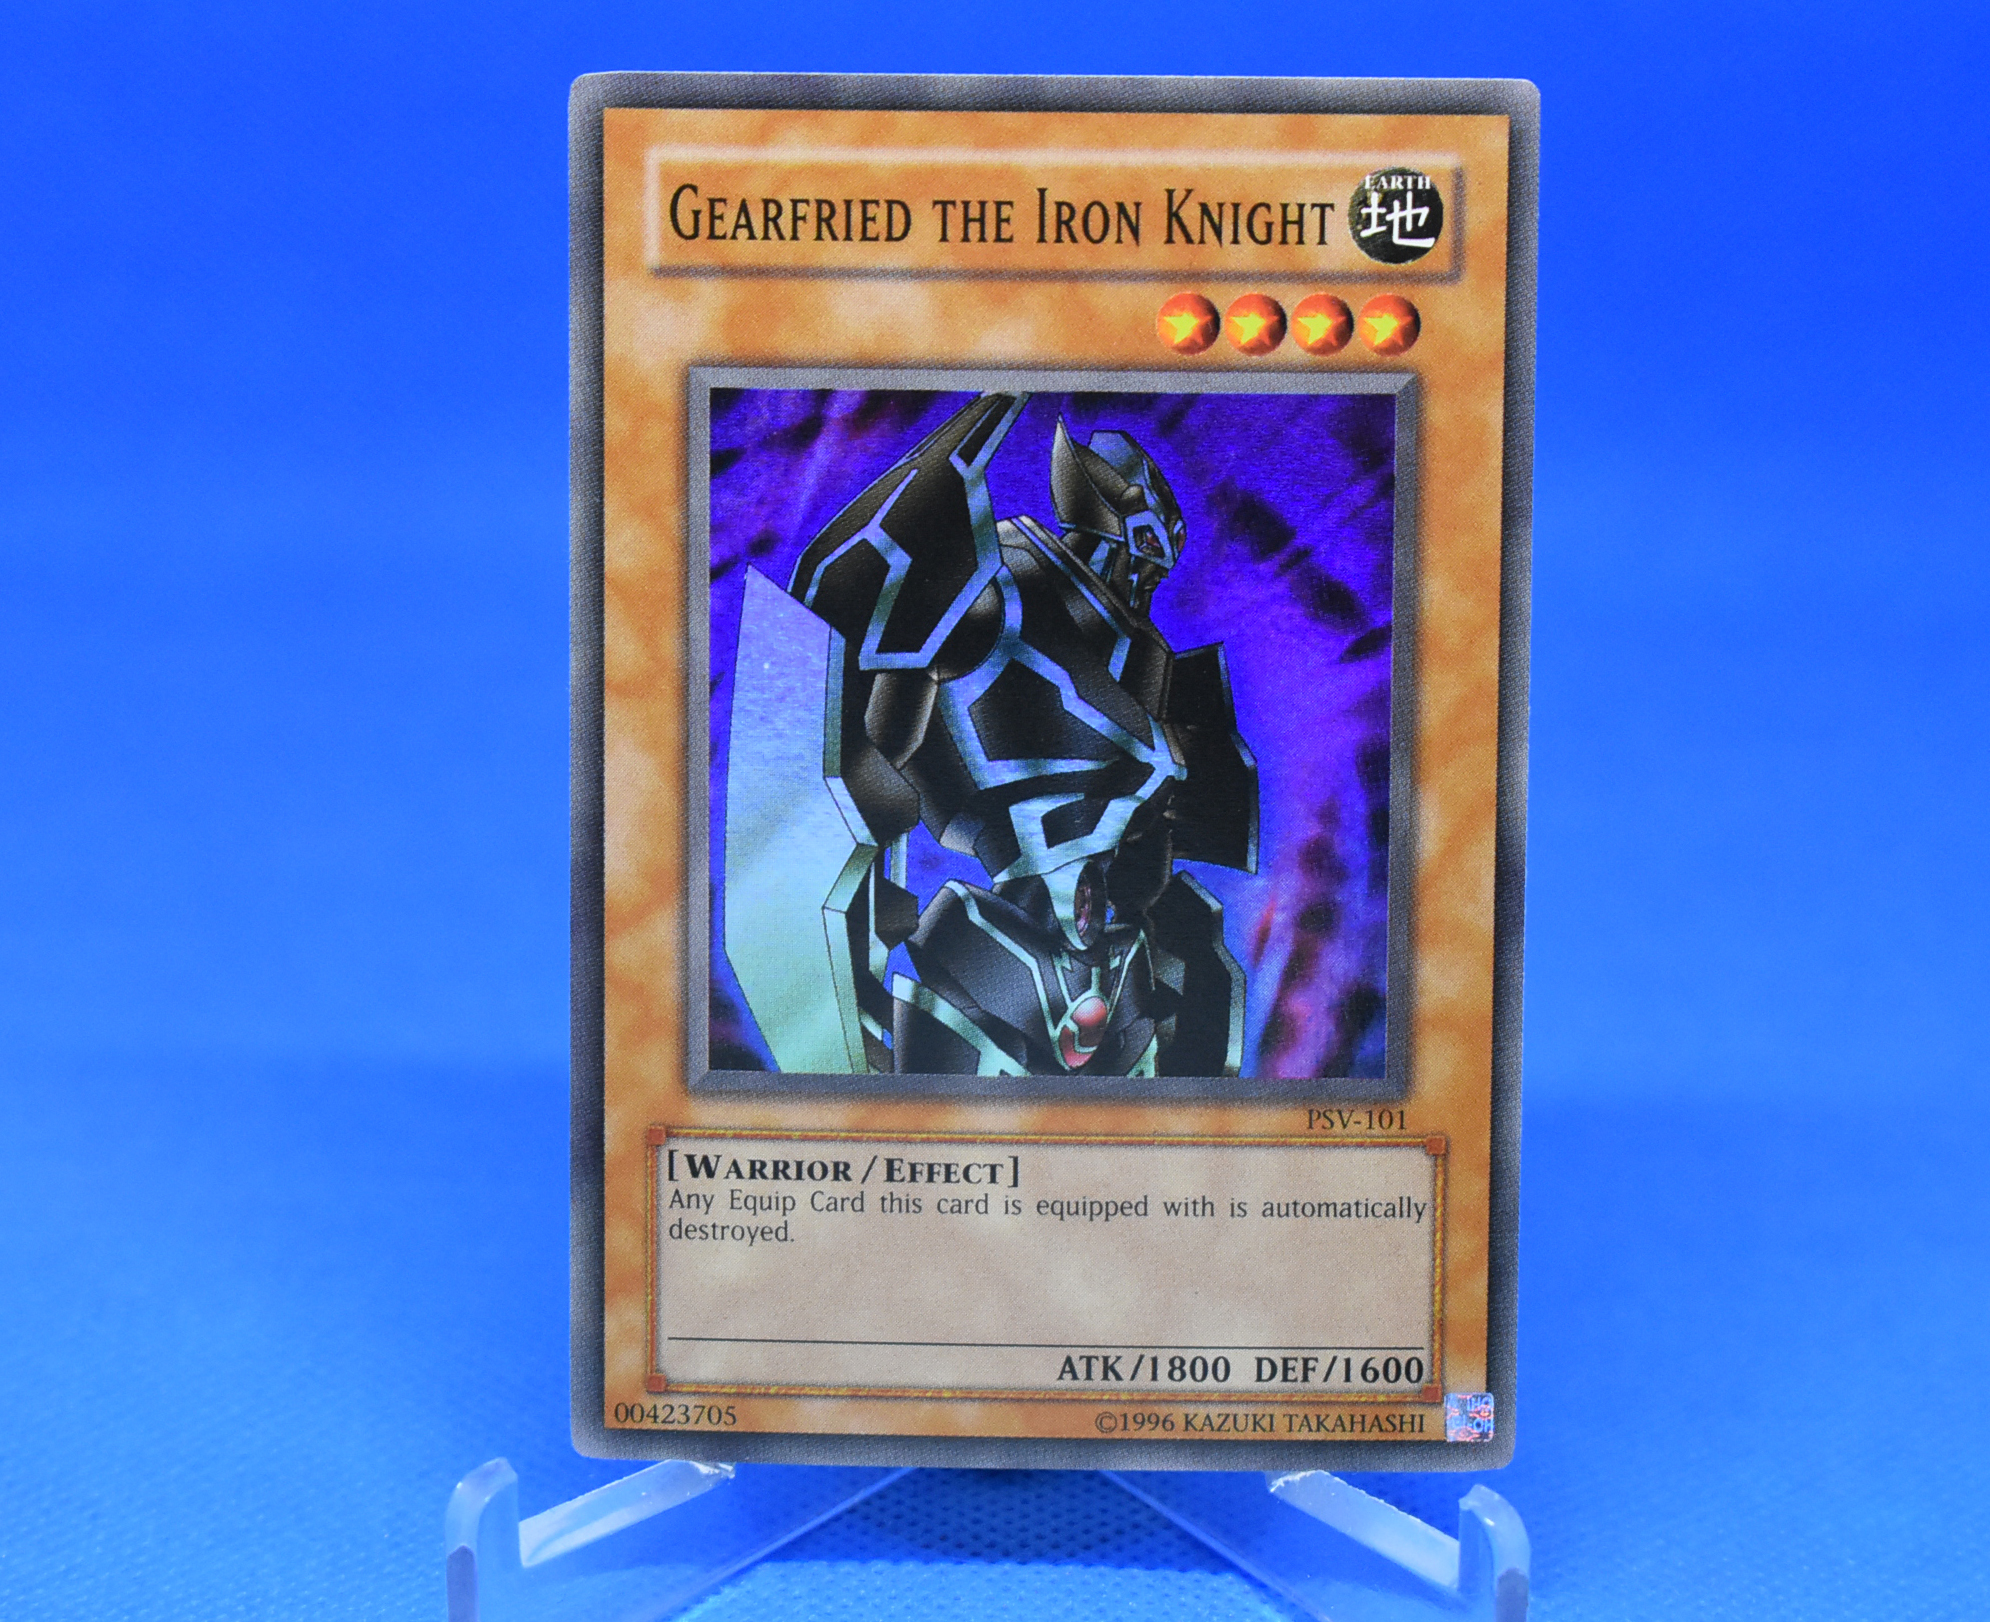 GEARFRIED THE IRON KNIGHT
EARTH
地
PSV-101
[WARRIOR/EFFECT]
Any Equip Card this card is equipped with is automatically
destroyed.
ATK/1800 DEF/1600
00423705
©1996 KAZUKI TAKAHASHI